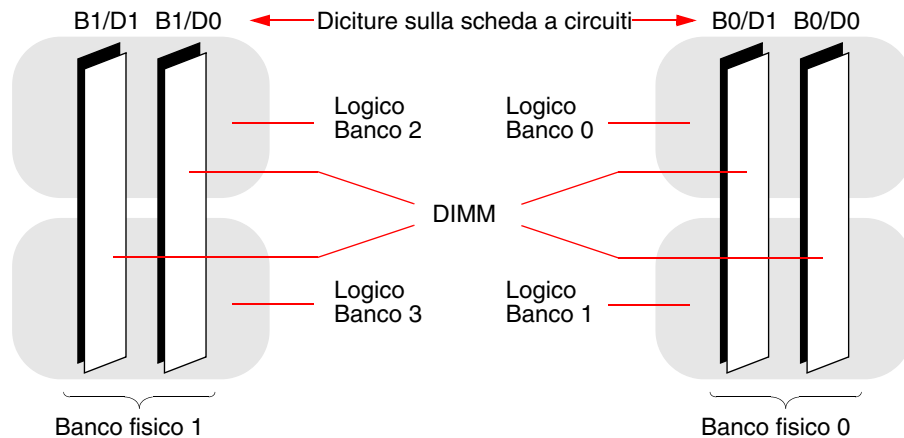 B1/D1 B1/D0 Diciture sulla scheda a circuiti B0/D1 B0/D0
Logico
Banco 2
Logico
Banco 0
DIMM
Logico
Banco 3
Logico
Banco 1
Banco fisico 1
Banco fisico 0